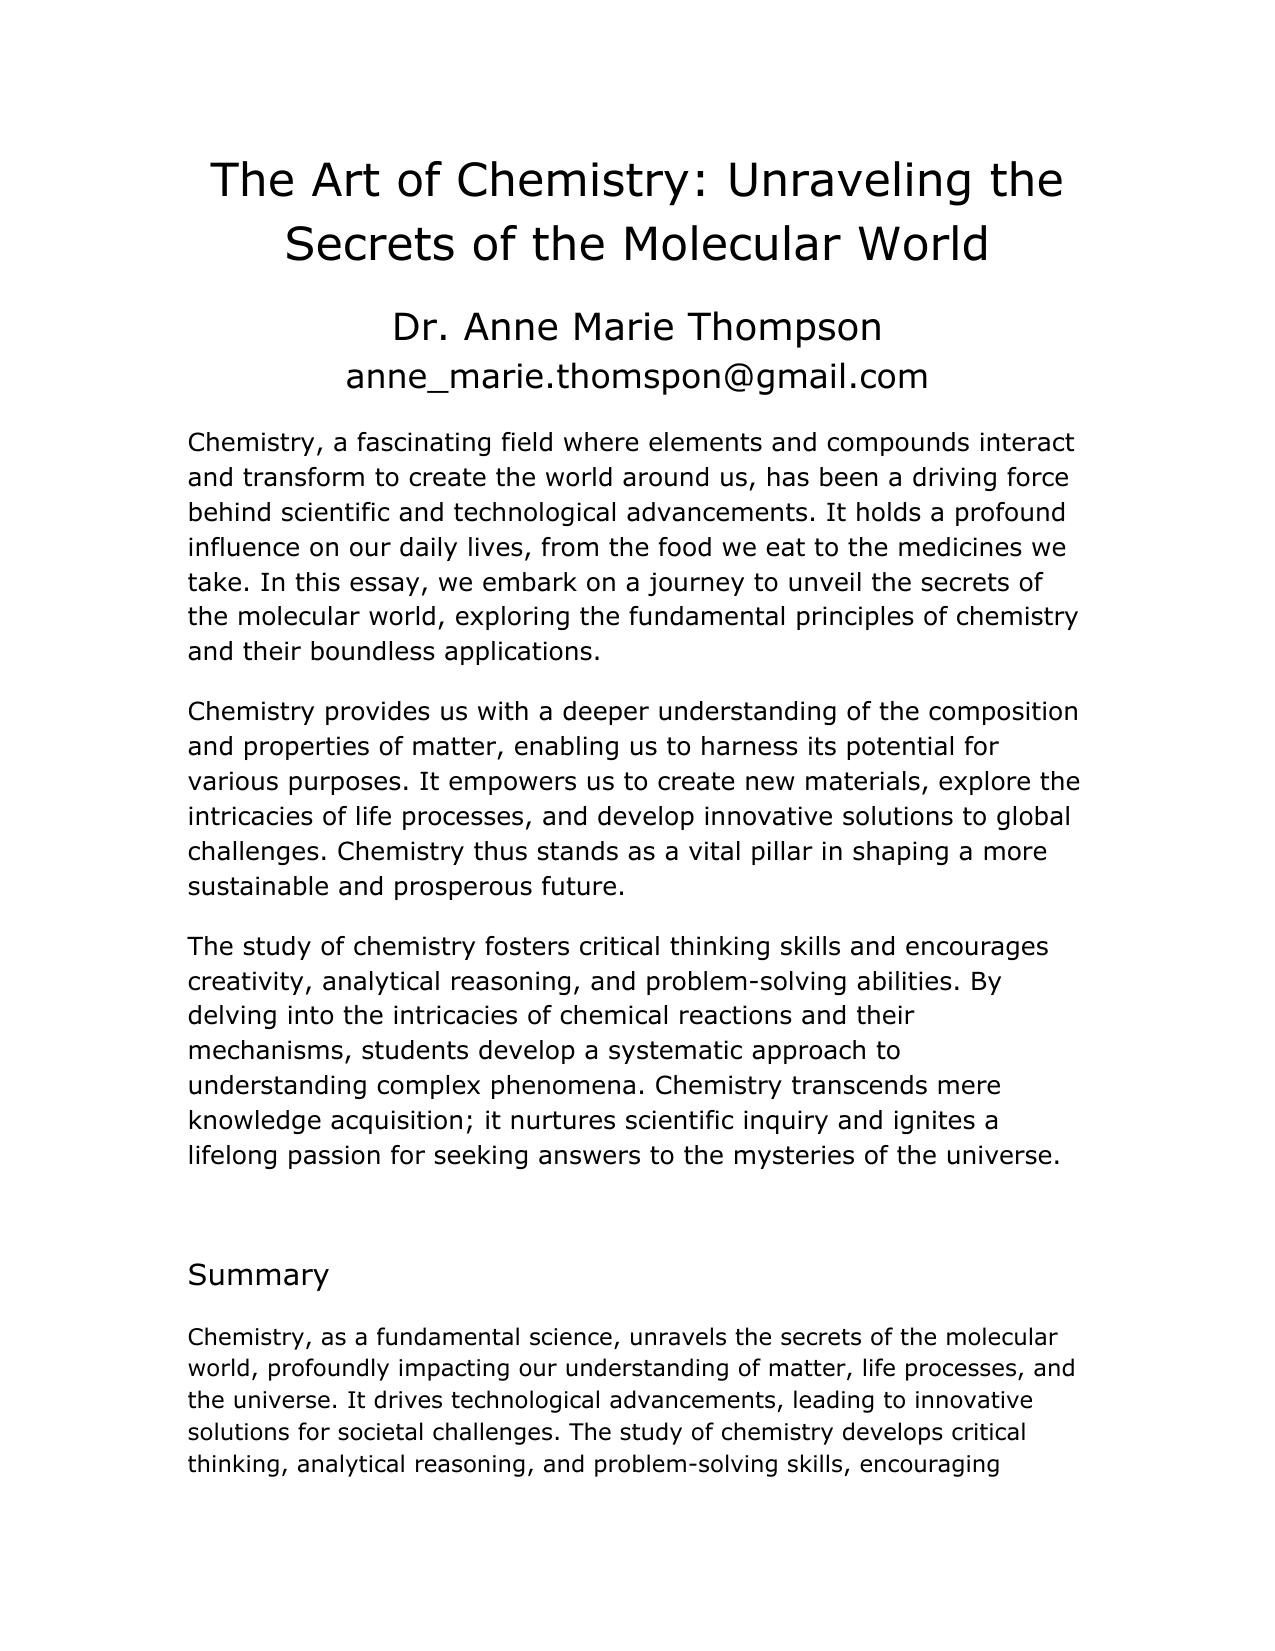 The Art of Chemistry: Unraveling the
Secrets of the Molecular World
Dr. Anne Marie Thompson
anne_marie.thomspon@gmail.com
Chemistry, a fascinating field where elements and compounds interact
and transform to create the world around us, has been a driving force
behind scientific and technological advancements. It holds a profound
influence on our daily lives, from the food we eat to the medicines we
take. In this essay, we embark on a journey to unveil the secrets of
the molecular world, exploring the fundamental principles of chemistry
and their boundless applications.
Chemistry provides us with a deeper understanding of the composition
and properties of matter, enabling us to harness its potential for
various purposes. It empowers us to create new materials, explore the
intricacies of life processes, and develop innovative solutions to global
challenges. Chemistry thus stands as a vital pillar in shaping a more
sustainable and prosperous future.
The study of chemistry fosters critical thinking skills and encourages
creativity, analytical reasoning, and problem-solving abilities. By
delving into the intricacies of chemical reactions and their
mechanisms, students develop a systematic approach to
understanding complex phenomena. Chemistry transcends mere
knowledge acquisition; it nurtures scientific inquiry and ignites a
lifelong passion for seeking answers to the mysteries of the universe.
Summary
Chemistry, as a fundamental science, unravels the secrets of the molecular
world, profoundly impacting our understanding of matter, life processes, and
the universe. It drives technological advancements, leading to innovative
solutions for societal challenges. The study of chemistry develops critical
thinking, analytical reasoning, and problem-solving skills, encouraging